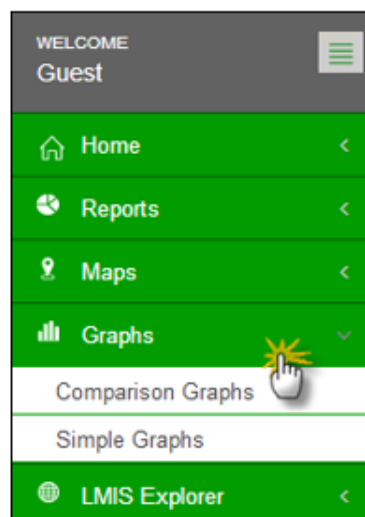 WELCOME
Guest
Home
Reports
Maps
Graphs
Comparison Graphs
Simple Graphs
LMIS Explorer